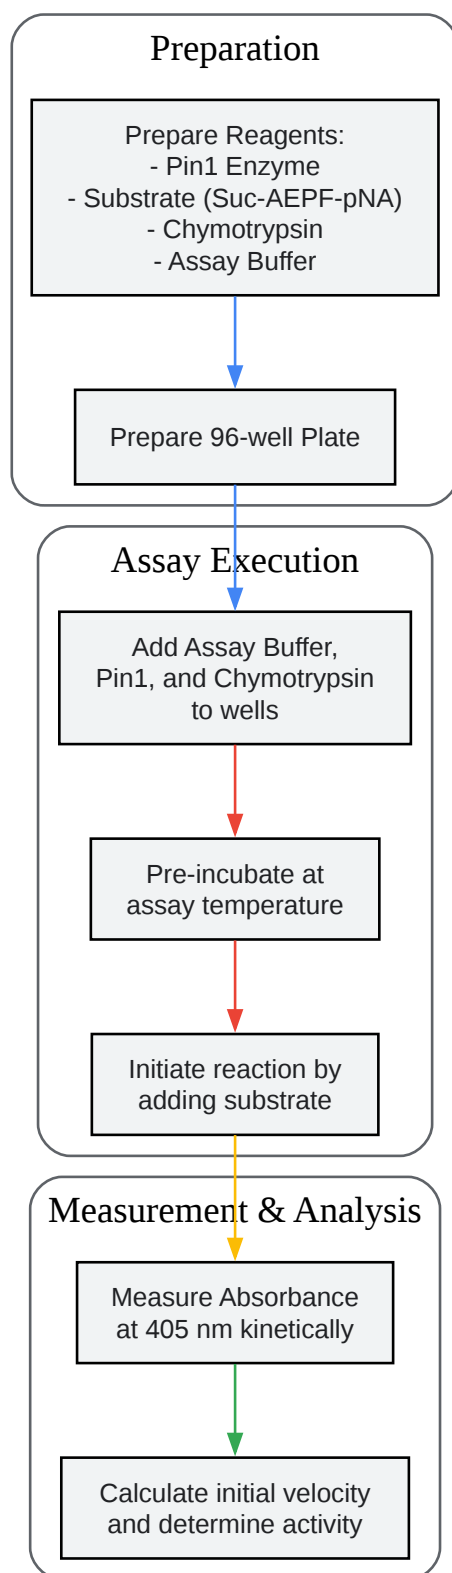 Preparation
Prepare Reagents:
- Pin1 Enzyme
- Substrate (Suc-AEPF-pNA)
- Chymotrypsin
- Assay Buffer
Prepare 96-well Plate
Assay Execution
Add Assay Buffer,
Pin1, and Chymotrypsin
to wells
Pre-incubate at
assay temperature
Initiate reaction by
adding substrate
Measurement & Analysis
Measure Absorbance
at 405 nm kinetically
Calculate initial velocity
and determine activity